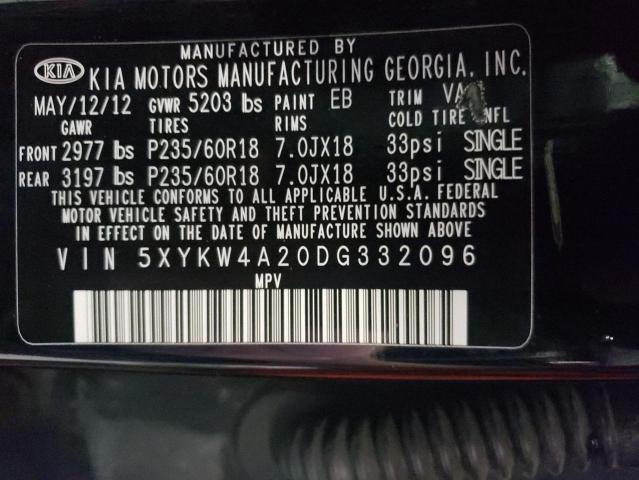 MANUFACTURED BY
KIA KIA MOTORS MANUFACTURING GEORGIA, INC.
MAY/12/12 GVWR 5203 lbs PAINT EB TRIM
GAWR TIRES RIMS COLD TIRE INFL
FRONT 2977 lbs P235/60R18 7.0JX18 33psi SINGLE
REAR 3197 lbs P235/60R18 7.0JX18 33psi SINGLE
THIS VEHICLE CONFORMS TO ALL APPLICABLE U.S.A. FEDERAL
MOTOR VEHICLE SAFETY AND THEFT PREVENTION STANDARDS
IN EFFECT ON THE DATE OF MANUFACTURE SHOWN ABOVE
VIN 5XYKW4A20DG332096
MPV